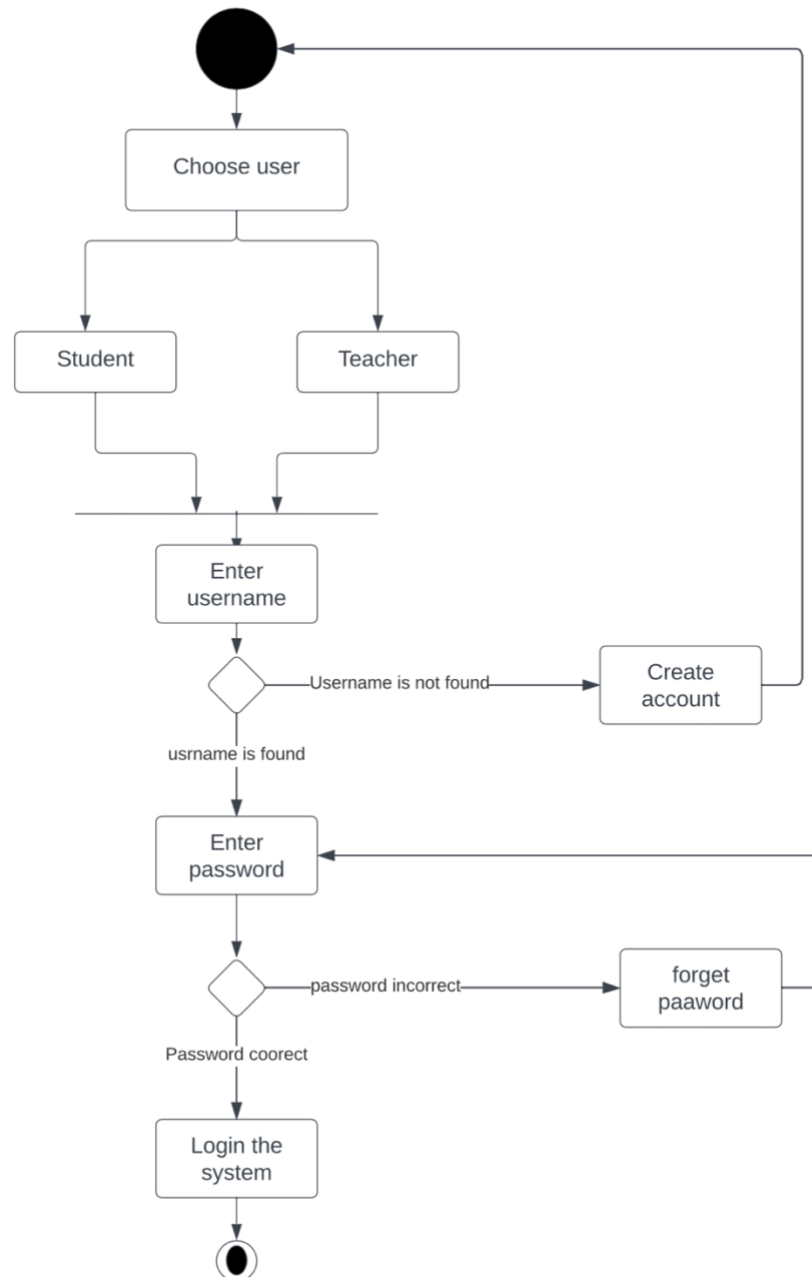 Choose user
Student
Teacher
Enter
username
Username is not found
Create
account
usrname is found
Enter
password
password incorrect
forget
paaword
Password coorect
Login the
system